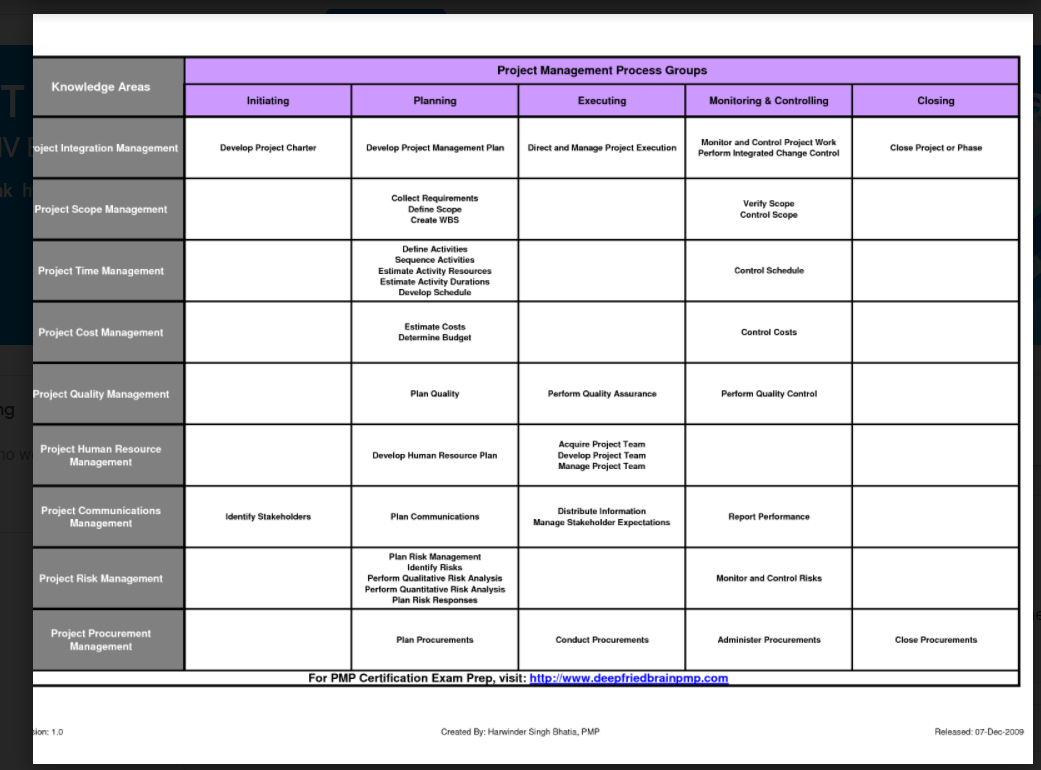 Project Management Process Groups
Knowledge Areas
Initiating
Planning
Executing
Monitoring & Controlling
Closing
oject Integration Management
Develop Project Charter
Develop Project Management Plan
Direct and Manage Project Execution
Monitor and Control Project Work
Perform Integrated Change Control
Close Project or Phase
Project Scope Management
Collect Requirements
Define Scope
Create WBS
Verify Scope
Control Scope
Project Time Management
Define Activities
Sequence Activities
Estimate Activity Resources
Estimate Activity Durations
Develop Schedule
Control Schedule
Project Cost Management
Estimate Costs
Determine Budget
Control Costs
Project Quality Management
Plan Quality
Perform Quality Assurance
Perform Quality Control
Project Human Resource
Management
Develop Human Resource Plan
Acquire Project Team
Develop Project Team
Manage Project Team
Project Communications
Management
Identify Stakeholders
Plan Communications
Distribute Information
Manage Stakeholder Expectations
Report Performance
Project Risk Management
Plan Risk Management
Identify Risks
Perform Qualitative Risk Analysis
Perform Quantitative Risk Analysis
Plan Risk Responses
Monitor and Control Risks
Project Procurement
Management
Plan Procurements
Conduct Procurements
Administer Procurements
Close Procurements
For PMP Certification Exam Prep, visit: http://www.deepfriedbrainpmp.com
sion: 1.0
Created By: Harwinder Singh Bhatia, PMP
Released: 07-Dec-2009